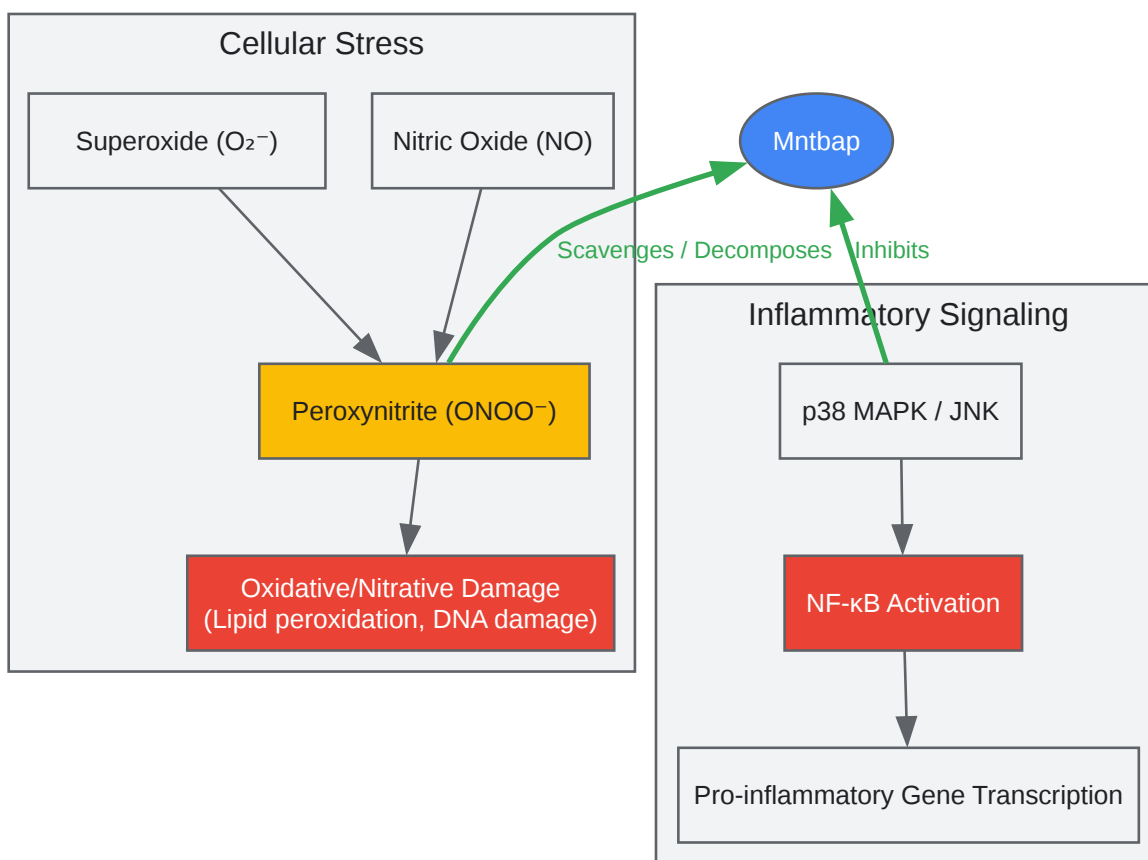 Cellular Stress
Superoxide (O₂⁻)
Nitric Oxide (NO)
Mntbap
Scavenges / Decomposes
Inhibits
Inflammatory Signaling
Peroxynitrite (ONOO⁻)
p38 MAPK / JNK
Oxidative/Nitrative Damage
(Lipid peroxidation, DNA damage)
NF-κB Activation
Pro-inflammatory Gene Transcription